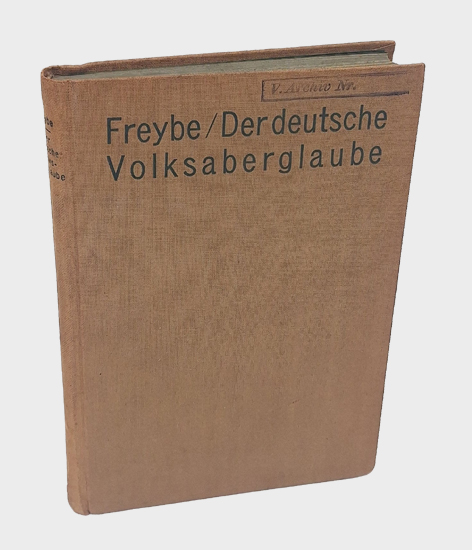 V. Archiv Nr.
Freybe/Der deutsche
Volksaberglaube